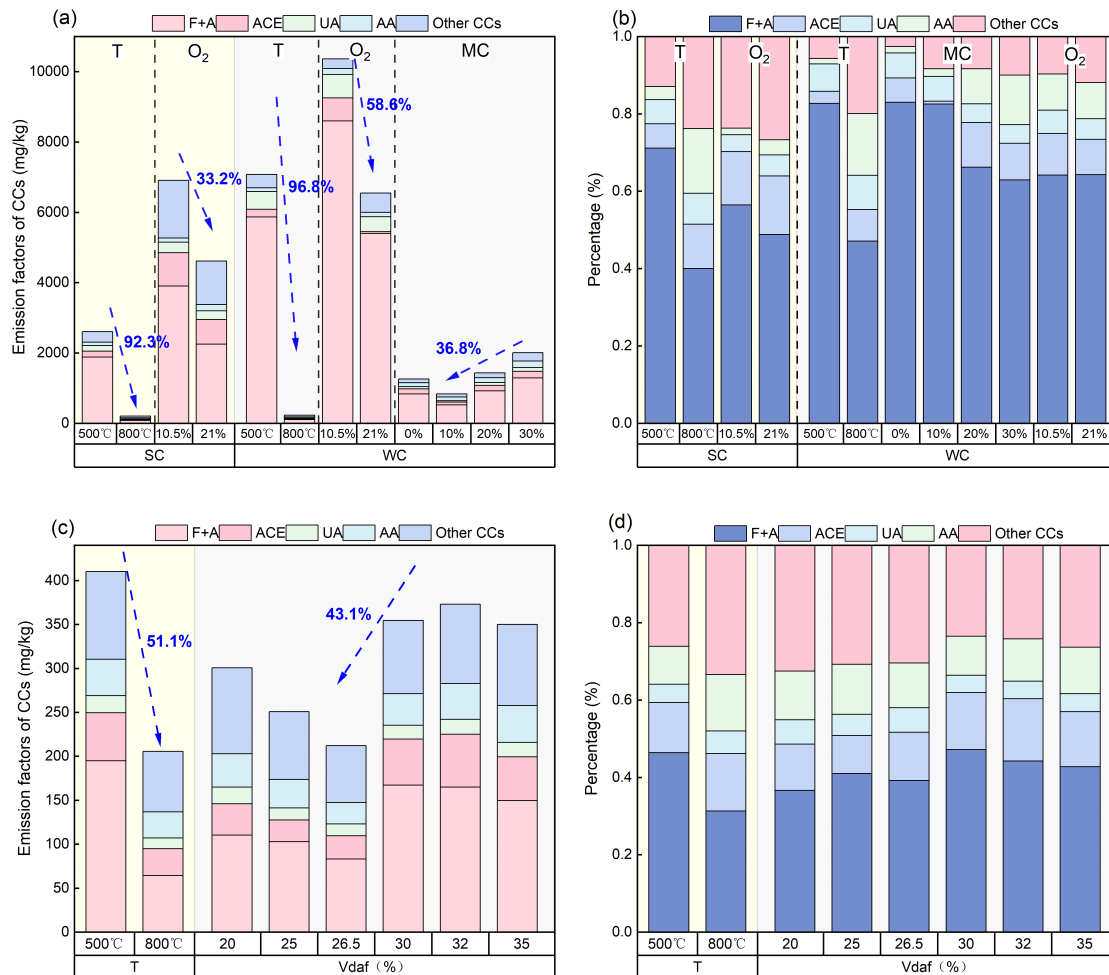 (a)
F+A ACE UA AA Other CCs
T O2 T O2 MC
Emission factors of CCs (mg/kg)
10000
8000
6000
4000
2000
0
92.3%
33.2%
96.8%
58.6%
36.8%
500℃ 800℃ 10.5% 21% 500℃ 800℃ 10.5% 21% 0% 10% 20% 30%
SC WC
(b)
F+A ACE UA AA Other CCs
T O2 T MC O2
Percentage (%)
1.0
0.8
0.6
0.4
0.2
0.0
500℃ 800℃ 10.5% 21% 500℃ 800℃ 0% 10% 20% 30% 10.5% 21%
SC WC
(c)
F+A ACE UA AA Other CCs
Emission factors of CCs (mg/kg)
400
350
300
250
200
150
100
50
0
51.1%
43.1%
500℃ 800℃ 20 25 26.5 30 32 35
T Vdaf（%）
(d)
F+A ACE UA AA Other CCs
Percentage (%)
1.0
0.8
0.6
0.4
0.2
0.0
500℃ 800℃ 20 25 26.5 30 32 35
T Vdaf（%）